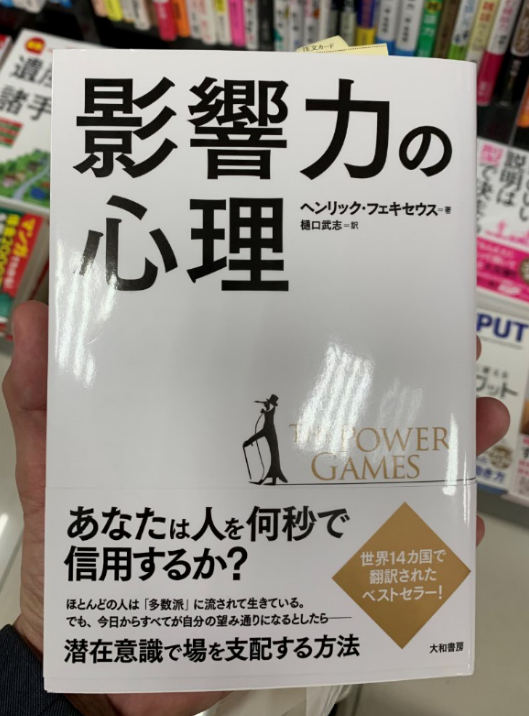 注文カード
影響力の
心理
ヘンリック・フェキセウス=著
樋口武志=訳
THE POWER
GAMES
あなたは人を何秒で
信用するか?
ほとんどの人は「多数派」に流されて生きている。
でも、今日からすべてが自分の望み通りになるとしたら——
潜在意識で場を支配する方法
世界14カ国で
翻訳された
ベストセラー!
大和書房
PUT